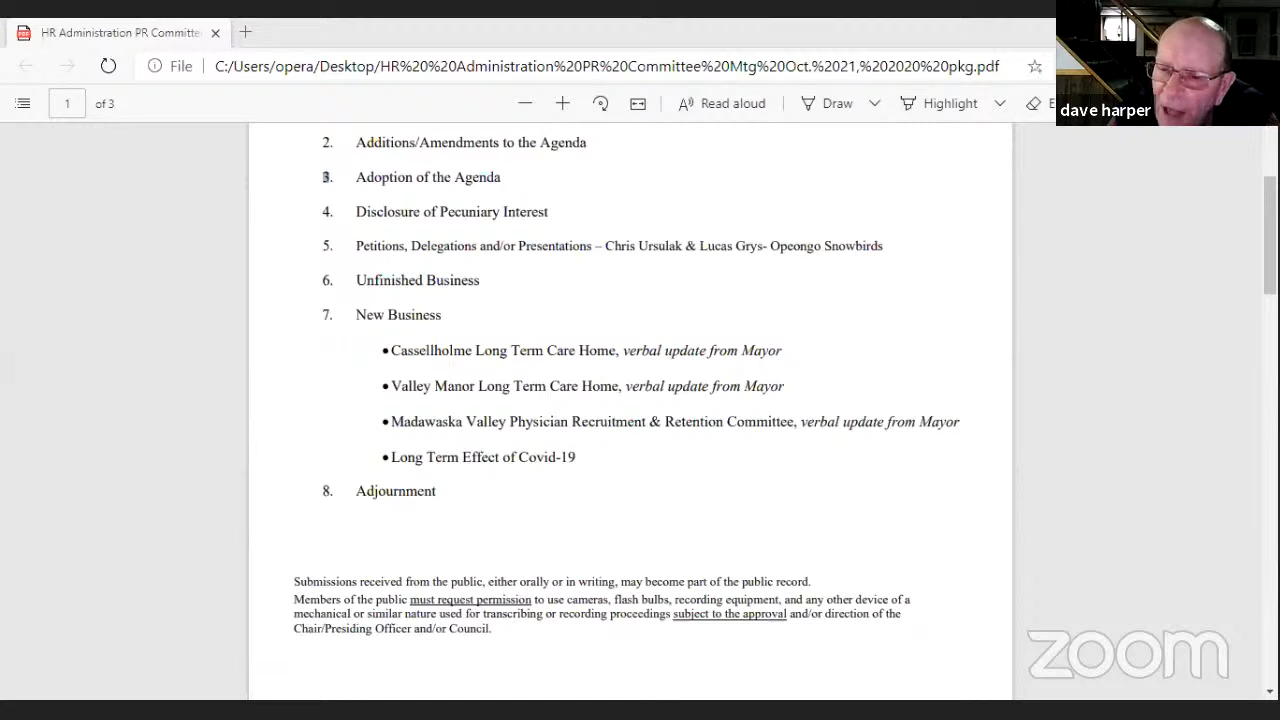 HR Administration PR Committe
File C:/Users/opera/Desktop/HR%20%20Administration%20PR%20Committee%20Mtg%20Oct.%2021,%202020%20pkg.pdf
1 of 3 Read aloud Draw Highlight E
dave harper
2. Additions/Amendments to the Agenda
3. Adoption of the Agenda
4. Disclosure of Pecuniary Interest
5. Petitions, Delegations and/or Presentations – Chris Ursulak & Lucas Grys- Opeongo Snowbirds
6. Unfinished Business
7. New Business
•Cassellholme Long Term Care Home, verbal update from Mayor
•Valley Manor Long Term Care Home, verbal update from Mayor
•Madawaska Valley Physician Recruitment & Retention Committee, verbal update from Mayor
•Long Term Effect of Covid-19
8. Adjournment
Submissions received from the public, either orally or in writing, may become part of the public record.
Members of the public must request permission to use cameras, flash bulbs, recording equipment, and any other device of a
mechanical or similar nature used for transcribing or recording proceedings subject to the approval and/or direction of the
Chair/Presiding Officer and/or Council.
zoom